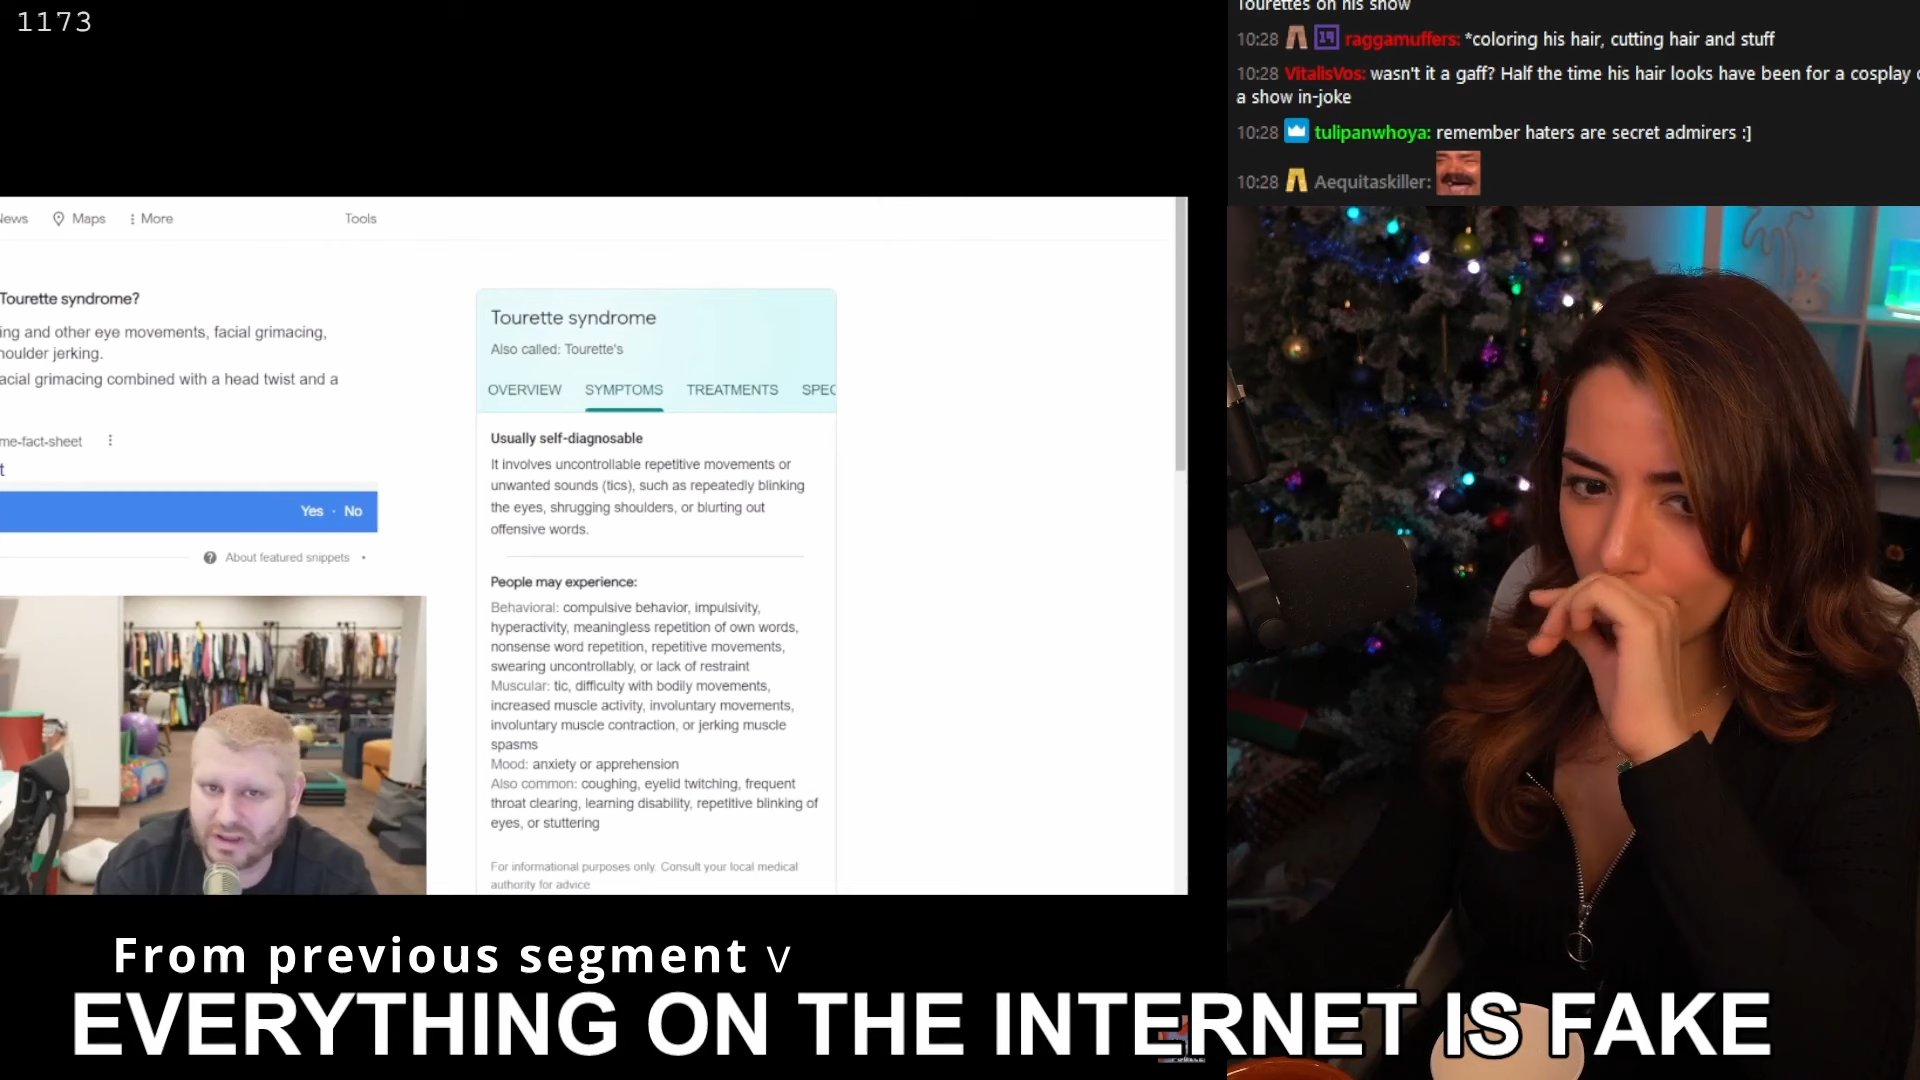 1173
Tourettes on his show
10:28 raggamuffers: *coloring his hair, cutting hair and stuff
10:28 VitalisVos: wasn't it a gaff? Half the time his hair looks have been for a cosplay
a show in-joke
10:28 tulipanwhoya: remember haters are secret admirers :]
10:28 Aequitaskiller:
News Maps More Tools
Tourette syndrome?
ing and other eye movements, facial grimacing,
houlder jerking.
acial grimacing combined with a head twist and a
me-fact-sheet
t
Yes · No
About featured snippets
Tourette syndrome
Also called: Tourette's
OVERVIEW SYMPTOMS TREATMENTS SPEC
Usually self-diagnosable
It involves uncontrollable repetitive movements or
unwanted sounds (tics), such as repeatedly blinking
the eyes, shrugging shoulders, or blurting out
offensive words.
People may experience:
Behavioral: compulsive behavior, impulsivity,
hyperactivity, meaningless repetition of own words,
nonsense word repetition, repetitive movements,
swearing uncontrollably, or lack of restraint
Muscular: tic, difficulty with bodily movements,
increased muscle activity, involuntary movements,
involuntary muscle contraction, or jerking muscle
spasms
Mood: anxiety or apprehension
Also common: coughing, eyelid twitching, frequent
throat clearing, learning disability, repetitive blinking of
eyes, or stuttering
For informational purposes only. Consult your local medical
authority for advice
From previous segment v
EVERYTHING ON THE INTERNET IS FAKE